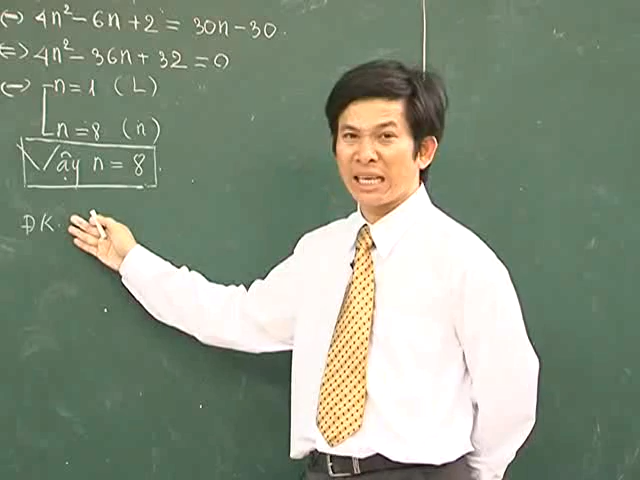 ⇔ 4n² - 6n + 2 = 30n - 30.
⇔ 4n² - 36n + 32 = 0
⇔ [ n = 1 (L)
n = 8 (n)
Vậy n = 8.
ĐK.